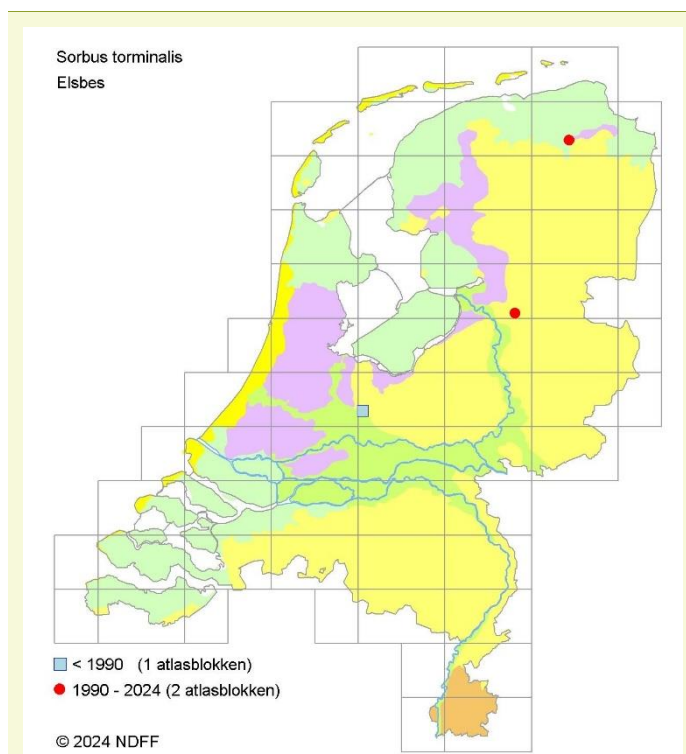 Sorbus torminalis
Elsbes
< 1990 (1 atlasblokken)
1990 - 2024 (2 atlasblokken)
© 2024 NDFF